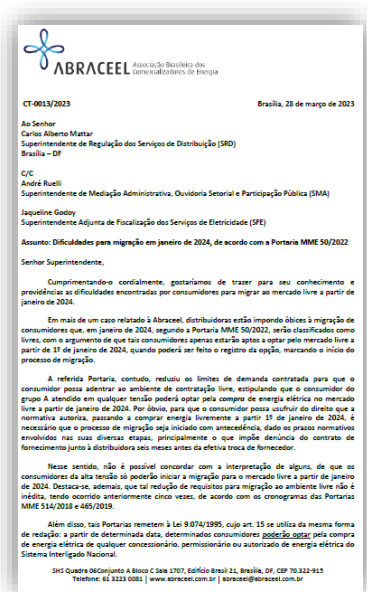 ABRACEEL Associação Brasileira dos
Comercializadores de Energia
CT-0013/2023 Brasília, 28 de março de 2023
Ao Senhor
Carlos Alberto Mattar
Superintendente de Regulação dos Serviços de Distribuição (SRD)
Brasília – DF
C/C
André Ruelli
Superintendente de Mediação Administrativa, Ouvidoria Setorial e Participação Pública (SMA)
Jaqueline Godoy
Superintendente Adjunta de Fiscalização dos Serviços de Eletricidade (SFE)
Assunto: Dificuldades para migração em janeiro de 2024, de acordo com a Portaria MME 50/2022
Senhor Superintendente,
Cumprimentando-o cordialmente, gostaríamos de trazer para seu conhecimento e
providências as dificuldades encontradas por consumidores para migrar ao mercado livre a partir de
janeiro de 2024.
Em mais de um caso relatado à Abraceel, distribuidoras estão impondo óbices à migração de
consumidores que, em janeiro de 2024, segundo a Portaria MME 50/2022, serão classificados como
livres, com o argumento de que tais consumidores apenas estarão aptos a optar pelo mercado livre a
partir de 1º de janeiro de 2024, quando poderá ser feito o registro da opção, marcando o início do
processo de migração.
A referida Portaria, contudo, reduziu os limites de demanda contratada para que o
consumidor possa adentrar ao ambiente de contratação livre, estipulando que o consumidor do
grupo A atendido em qualquer tensão poderá optar pela compra de energia elétrica no mercado
livre a partir de janeiro de 2024. Por óbvio, para que o consumidor possa usufruir do direito que a
normativa autoriza, passando a comprar energia livremente a partir 1º de janeiro de 2024, é
necessário que o processo de migração seja iniciado com antecedência, dado os prazos normativos
envolvidos nas suas diversas etapas, principalmente o que impõe denúncia do contrato de
fornecimento junto à distribuidora seis meses antes da efetiva troca de fornecedor.
Nesse sentido, não é possível concordar com a interpretação de alguns, de que os
consumidores da alta tensão só poderão iniciar a migração para o mercado livre a partir de janeiro
de 2024. Destaca-se, ademais, que tal redução de requisitos para migração ao ambiente livre não é
inédita, tendo ocorrido anteriormente cinco vezes, de acordo com os cronogramas das Portarias
MME 514/2018 e 465/2019.
Além disso, tais Portarias remetem à Lei 9.074/1995, cujo art. 15 se utiliza da mesma forma
de redação: a partir de determinada data, determinados consumidores poderão optar pela compra
de energia elétrica de qualquer concessionário, permissionário ou autorizado de energia elétrica do
Sistema Interligado Nacional.
SHS Quadra 06 Conjunto A Bloco C Sala 1707, Edifício Brasil 21, Brasília, DF, CEP 70.322-915
Telefone: 61 3223 0081 | www.abraceel.com.br | abraceel@abraceel.com.br